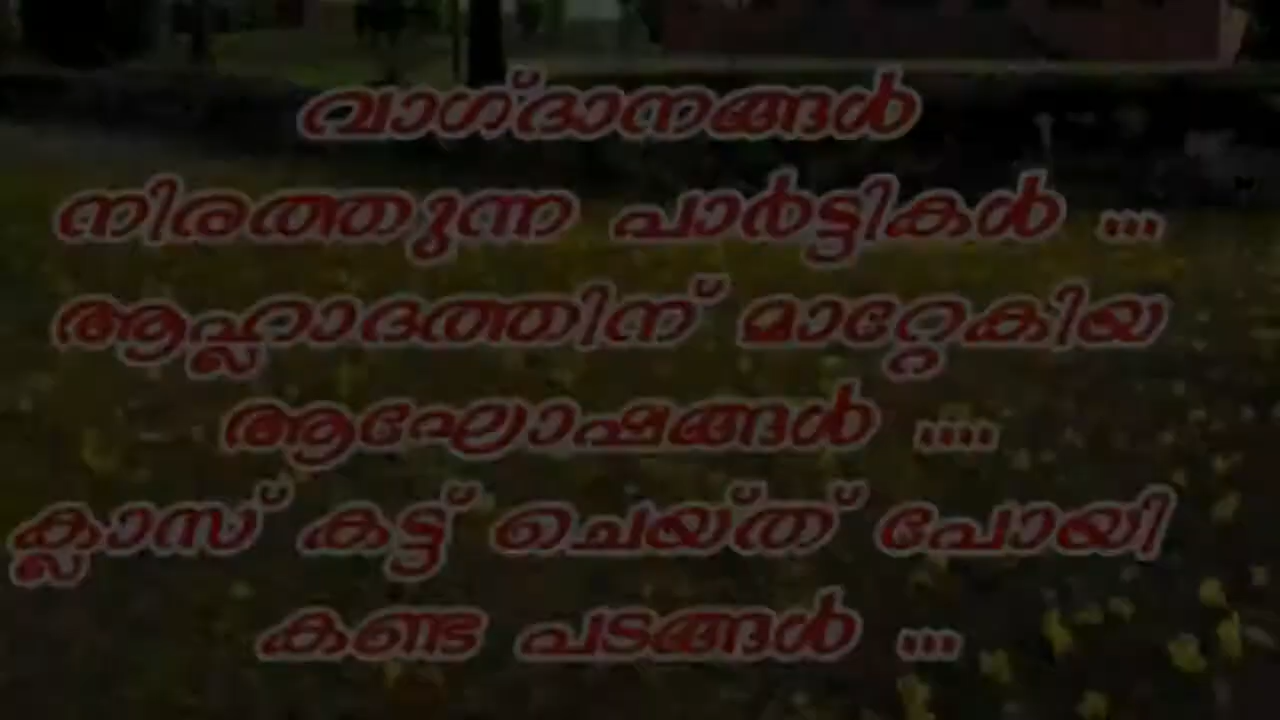 വാഗ്ദാനങ്ങൾ
നിരത്തുന്ന പാർട്ടികൾ ...
ആഹ്ലാദത്തിന് മാറ്റേകിയ
ആഘോഷങ്ങൾ ....
ക്ലാസ് കട്ട് ചെയ്ത് പോയി
കണ്ട പടങ്ങൾ ...